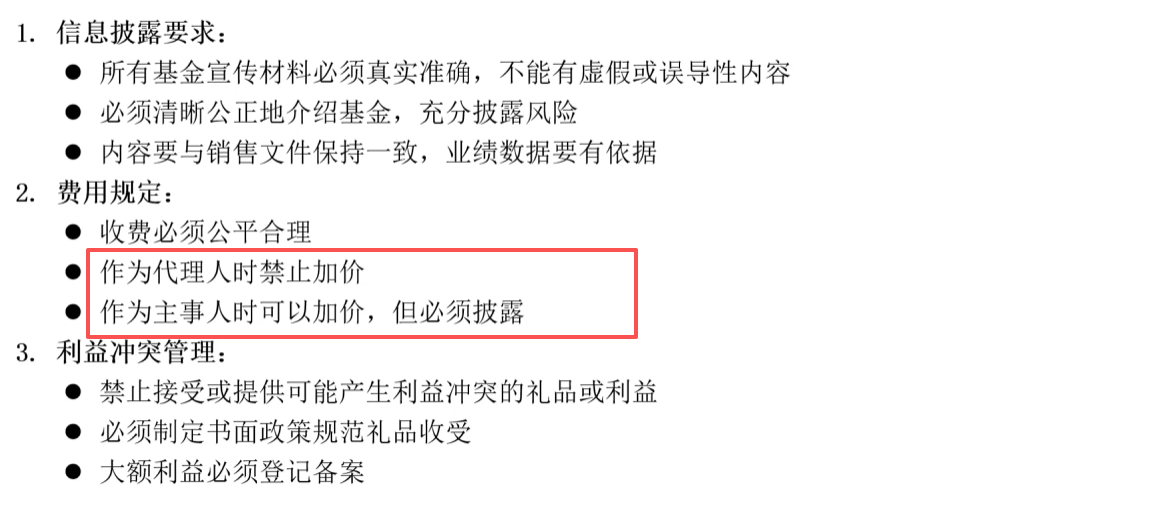 1. 信息披露要求：
● 所有基金宣传材料必须真实准确，不能有虚假或误导性内容
● 必须清晰公正地介绍基金，充分披露风险
● 内容要与销售文件保持一致，业绩数据要有依据
2. 费用规定：
● 收费必须公平合理
● 作为代理人时禁止加价
● 作为主事人时可以加价，但必须披露
3. 利益冲突管理：
● 禁止接受或提供可能产生利益冲突的礼品或利益
● 必须制定书面政策规范礼品收受
● 大额利益必须登记备案